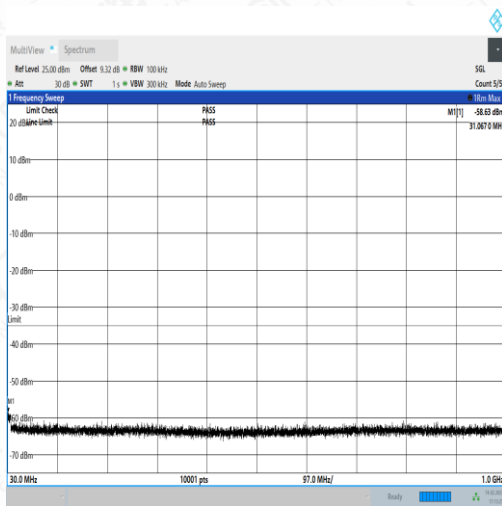 MultiView Spectrum
Ref Level 25.00 dBm Offset 9.32 dB RBW 100 kHz SGL
Att 30 dB SWT 1 s VBW 300 kHz Mode Auto Sweep Count 5/5
1 Frequency Sweep 1Rm Max
Limit Check PASS M1[1] -58.63 dBm
20 dBm Line Limit PASS 31.067 0 MH
10 dBm
0 dBm
-10 dBm
-20 dBm
-30 dBm
Limit
-40 dBm
-50 dBm
M1
-60 dBm
-70 dBm
30.0 MHz 10001 pts 97.0 MHz/ 1.0 GHz
Ready